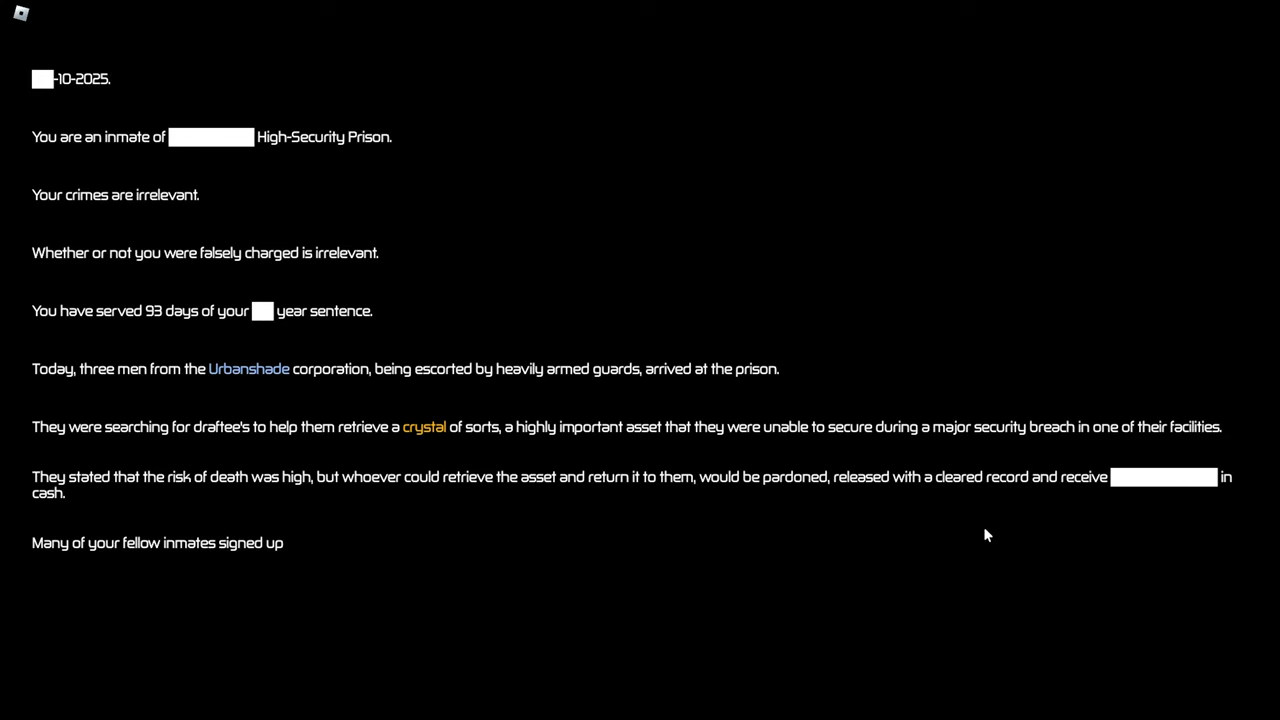 -10-2025.
You are an inmate of High-Security Prison.
Your crimes are irrelevant.
Whether or not you were falsely charged is irrelevant.
You have served 93 days of your year sentence.
Today, three men from the Urbanshade corporation, being escorted by heavily armed guards, arrived at the prison.
They were searching for draftee's to help them retrieve a crystal of sorts, a highly important asset that they were unable to secure during a major security breach in one of their facilities.
They stated that the risk of death was high, but whoever could retrieve the asset and return it to them, would be pardoned, released with a cleared record and receive in
cash.
Many of your fellow inmates signed up